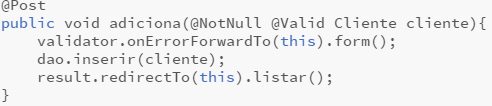 @Post
public void adiciona(@NotNull @Valid Cliente cliente){
validator.onErrorForwardTo(this).form();
dao.inserir(cliente);
result.redirectTo(this).listar();
}